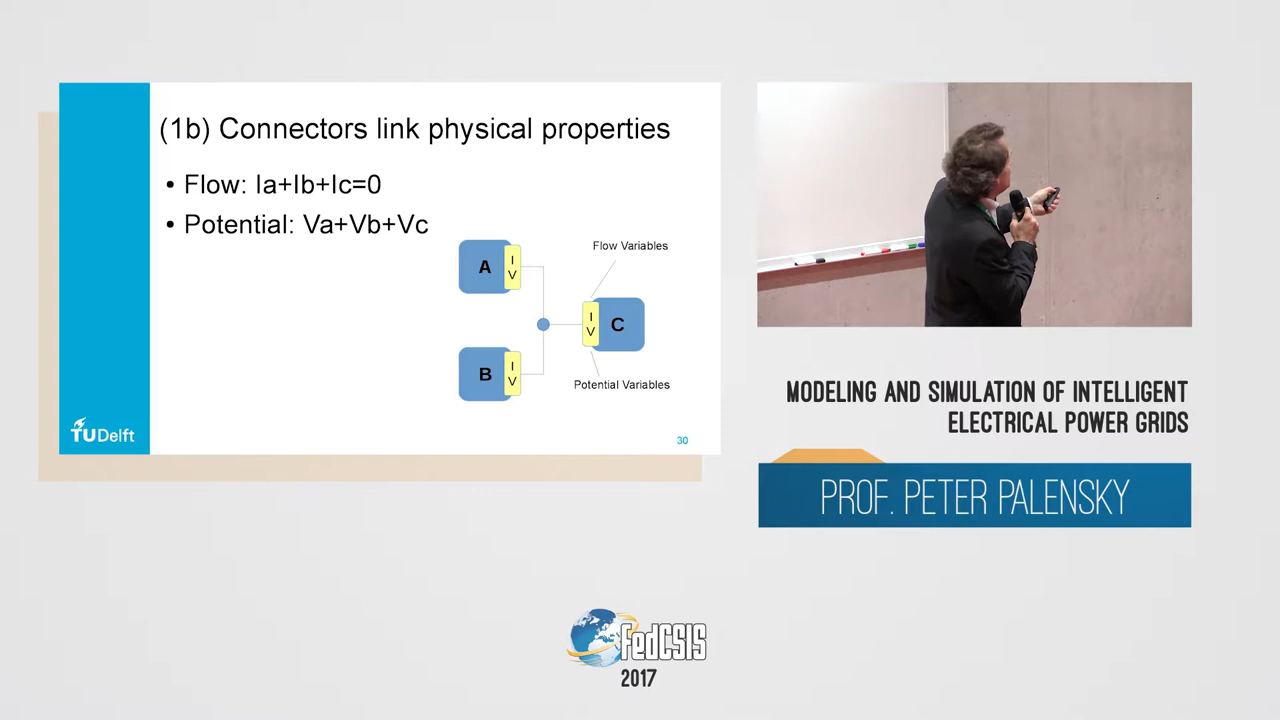 (1b) Connectors link physical properties
• Flow: Ia+Ib+Ic=0
• Potential: Va+Vb+Vc
Flow Variables
A
I
V
I
V
C
B
I
V
Potential Variables
TUDelft
30
MODELING AND SIMULATION OF INTELLIGENT
ELECTRICAL POWER GRIDS
PROF. PETER PALENSKY
FedCSIS
2017